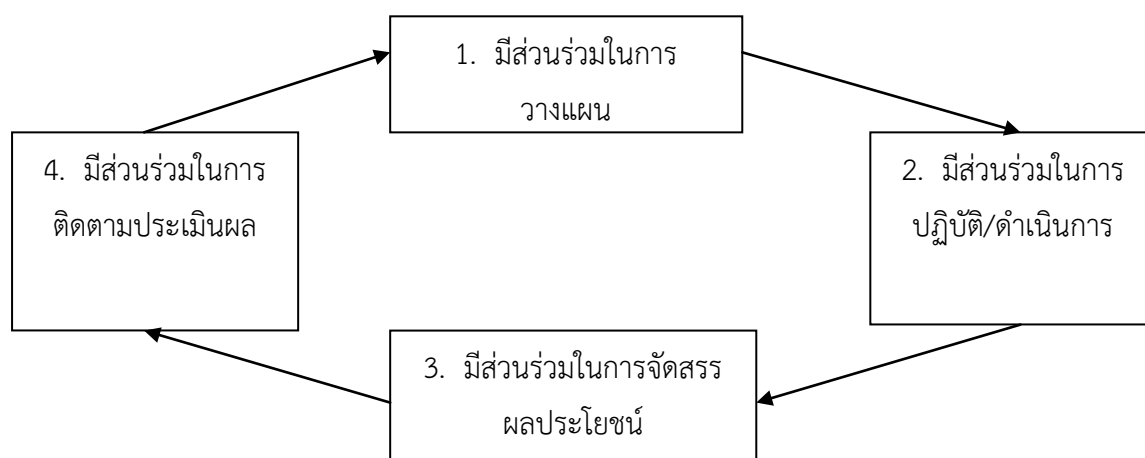 1. มีส่วนร่วมในการ
วางแผน
2. มีส่วนร่วมในการ
ปฏิบัติ/ดำเนินการ
3. มีส่วนร่วมในการจัดสรร
ผลประโยชน์
4. มีส่วนร่วมในการ
ติดตามประเมินผล